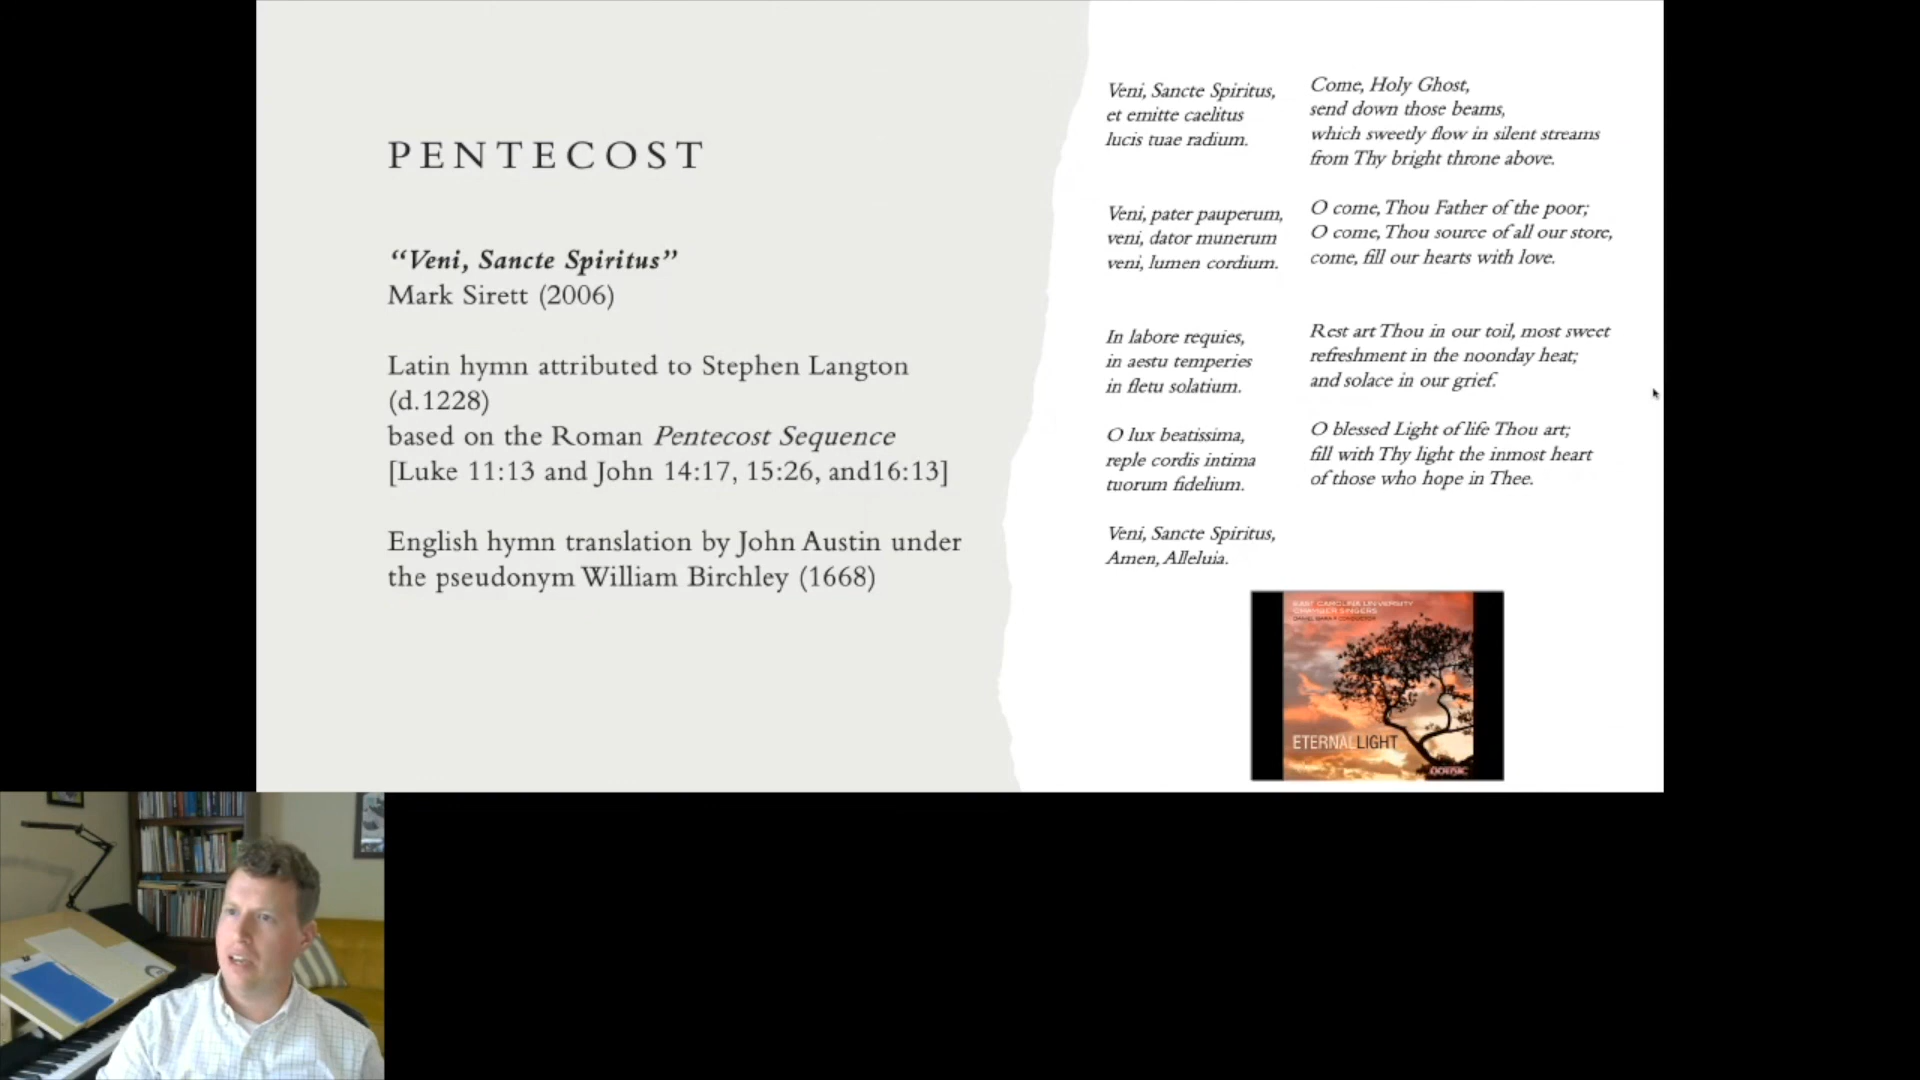 PENTECOST
“Veni, Sancte Spiritus”
Mark Sirett (2006)
Latin hymn attributed to Stephen Langton
(d.1228)
based on the Roman Pentecost Sequence
[Luke 11:13 and John 14:17, 15:26, and16:13]
English hymn translation by John Austin under
the pseudonym William Birchley (1668)
Veni, Sancte Spiritus,
et emitte caelitus
lucis tuae radium.
Veni, pater pauperum,
veni, dator munerum
veni, lumen cordium.
In labore requies,
in aestu temperies
in fletu solatium.
O lux beatissima,
reple cordis intima
tuorum fidelium.
Veni, Sancte Spiritus,
Amen, Alleluia.
Come, Holy Ghost,
send down those beams,
which sweetly flow in silent streams
from Thy bright throne above.
O come, Thou Father of the poor;
O come, Thou source of all our store,
come, fill our hearts with love.
Rest art Thou in our toil, most sweet
refreshment in the noonday heat;
and solace in our grief.
O blessed Light of life Thou art;
fill with Thy light the inmost heart
of those who hope in Thee.
EAST CAROLINA UNIVERSITY
CHAMBER SINGERS
ETERNALLIGHT